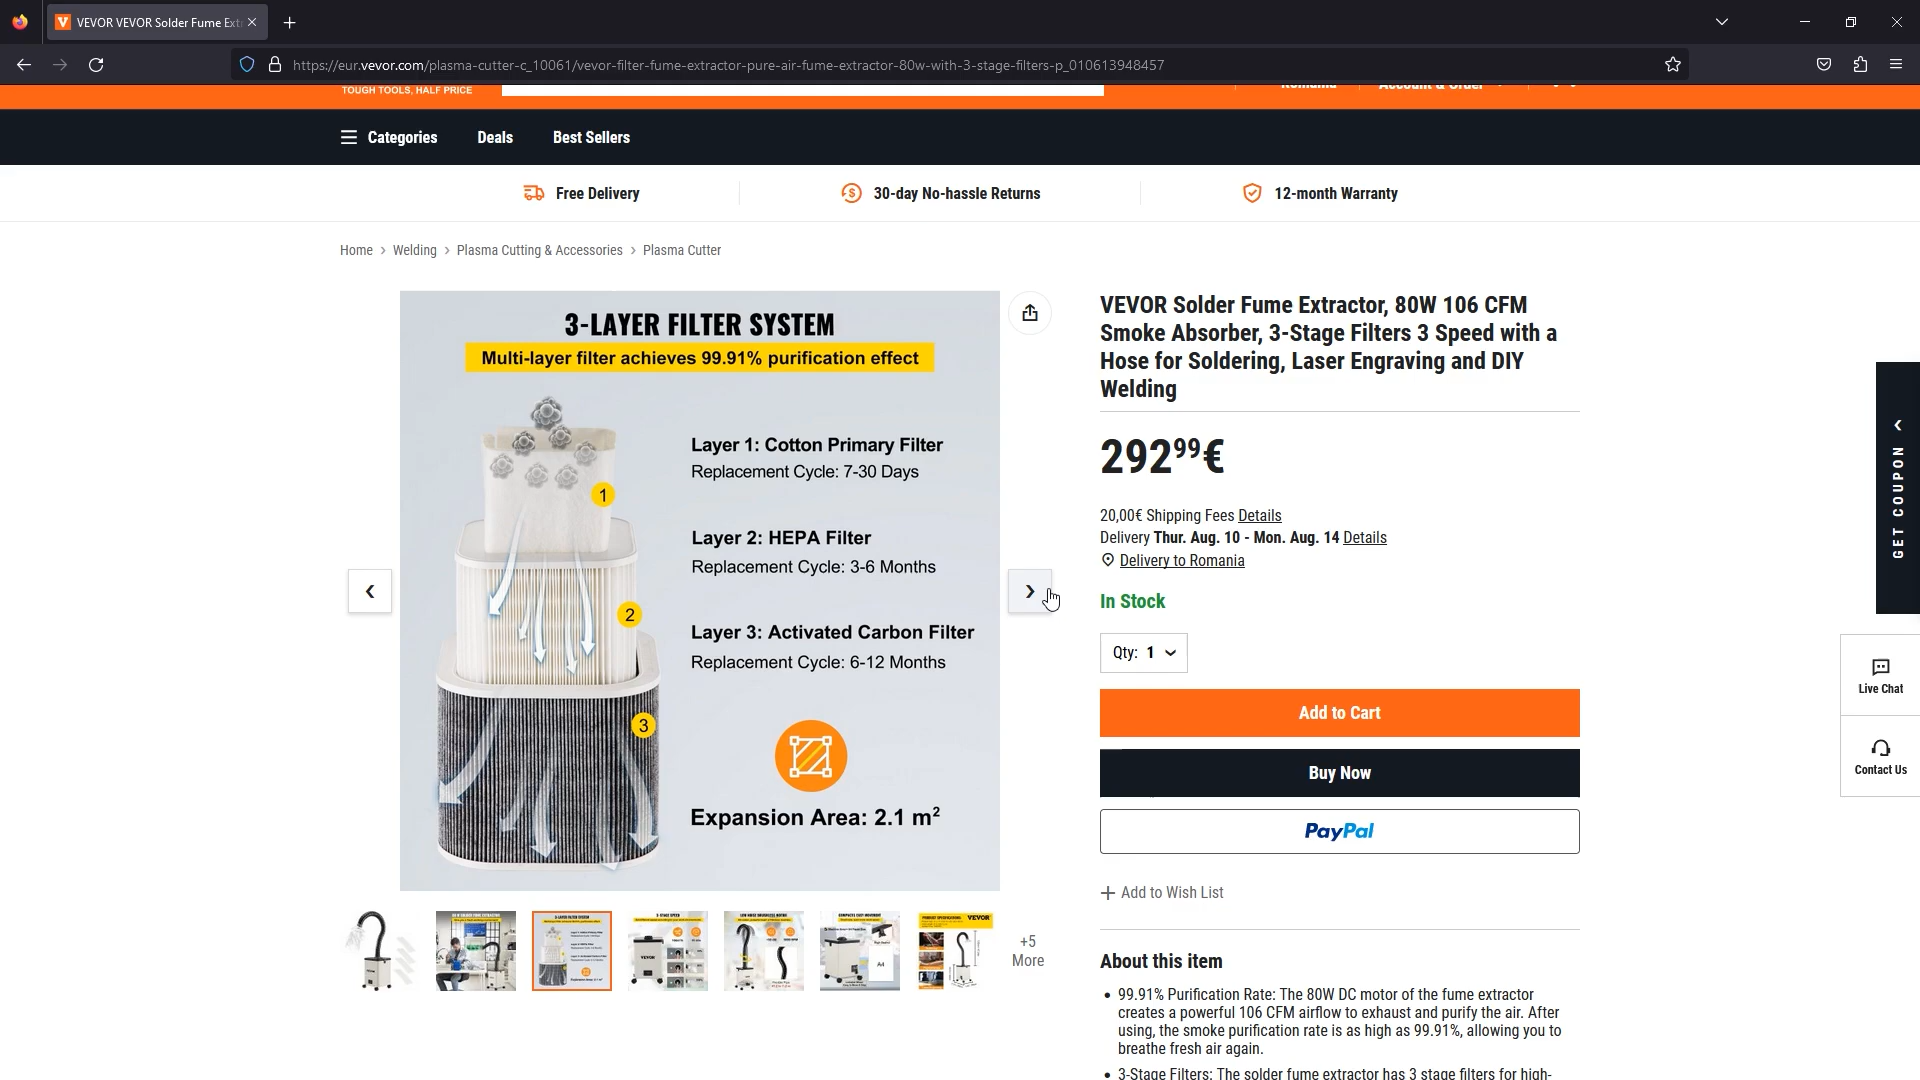 VEVOR VEVOR Solder Fume Ext
https://eur.vevor.com/plasma-cutter-c_10061/vevor-filter-fume-extractor-pure-air-fume-extractor-80w-with-3-stage-filters-p_010613948457
TOUGH TOOLS, HALF PRICE
Romania
Account & Order
Categories
Deals
Best Sellers
Free Delivery
30-day No-hassle Returns
12-month Warranty
Home > Welding > Plasma Cutting & Accessories > Plasma Cutter
3-LAYER FILTER SYSTEM
Multi-layer filter achieves 99.91% purification effect
1
Layer 1: Cotton Primary Filter
Replacement Cycle: 7-30 Days
2
Layer 2: HEPA Filter
Replacement Cycle: 3-6 Months
3
Layer 3: Activated Carbon Filter
Replacement Cycle: 6-12 Months
Expansion Area: 2.1 m²
+5
More
VEVOR Solder Fume Extractor, 80W 106 CFM
Smoke Absorber, 3-Stage Filters 3 Speed with a
Hose for Soldering, Laser Engraving and DIY
Welding
292⁹⁹€
20,00€ Shipping Fees Details
Delivery Thur. Aug. 10 - Mon. Aug. 14 Details
Delivery to Romania
In Stock
Qty: 1
Add to Cart
Buy Now
PayPal
+ Add to Wish List
About this item
• 99.91% Purification Rate: The 80W DC motor of the fume extractor
creates a powerful 106 CFM airflow to exhaust and purify the air. After
using, the smoke purification rate is as high as 99.91%, allowing you to
breathe fresh air again.
• 3-Stage Filters: The solder fume extractor has 3 stage filters for high-
GET COUPON
Live Chat
Contact Us